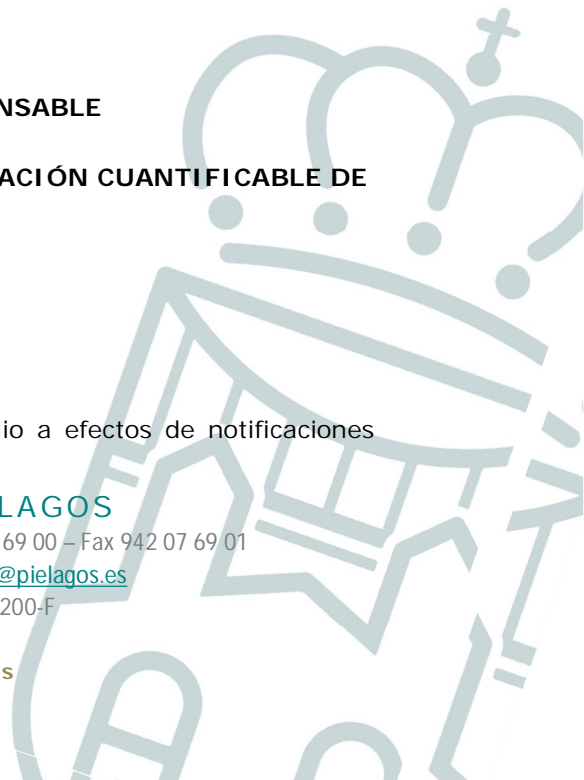 NSABLE
ACIÓN CUANTIFICABLE DE
io a efectos de notificaciones
LAGOS
69 00 – Fax 942 07 69 01
@pielagos.es
200-F
s